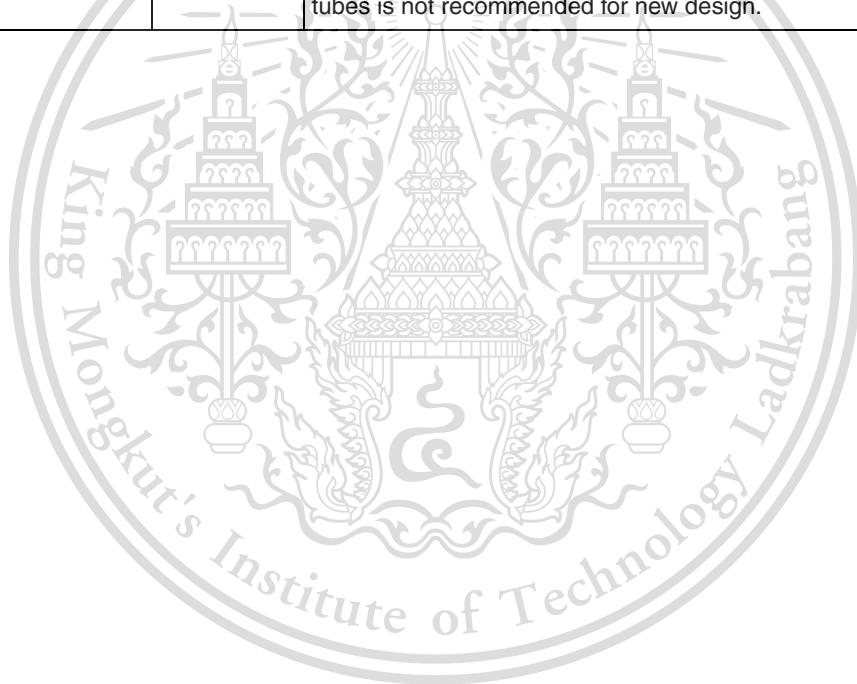 tubes is not recommended for new design.
King Mongkut's Institute of Technology Ladkrabang